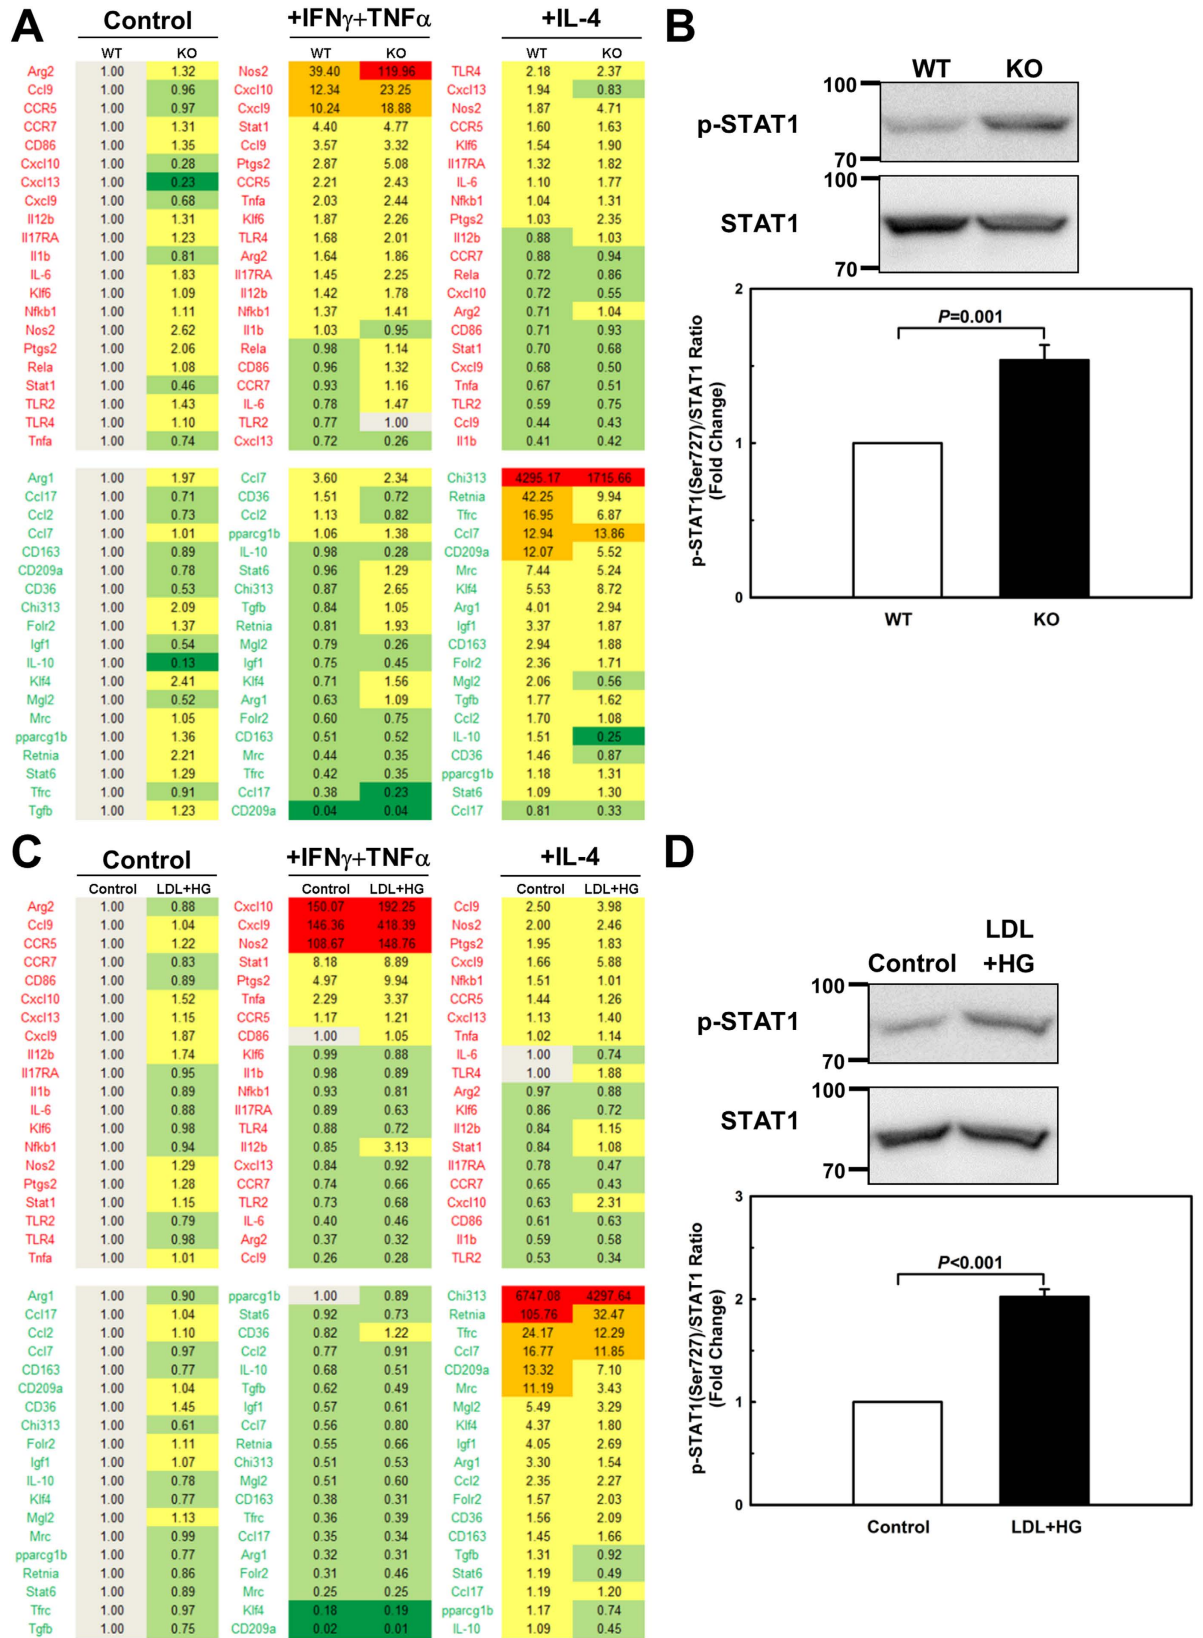 A
Control +IFNγ+TNFα +IL-4
WT KO WT KO WT KO
Arg2 1.00 1.32 Nos2 39.40 119.96 TLR4 2.18 2.37
Ccl9 1.00 0.96 Cxcl10 12.34 23.25 Cxcl13 1.94 0.83
CCR5 1.00 0.97 Cxcl9 10.24 18.88 Nos2 1.87 4.71
CCR7 1.00 1.31 Stat1 4.40 4.77 CCR5 1.60 1.63
CD86 1.00 1.35 Ccl9 3.57 3.32 Klf6 1.54 1.90
Cxcl10 1.00 0.28 Ptgs2 2.87 5.08 Il17RA 1.32 1.82
Cxcl13 1.00 0.23 CCR5 2.21 2.43 IL-6 1.10 1.77
Cxcl9 1.00 0.68 Tnfa 2.03 2.44 Nfkb1 1.04 1.31
Il12b 1.00 1.31 Klf6 1.87 2.26 Ptgs2 1.03 2.35
Il17RA 1.00 1.23 TLR4 1.68 2.01 Il12b 0.88 1.03
Il1b 1.00 0.81 Arg2 1.64 1.86 CCR7 0.88 0.94
IL-6 1.00 1.83 Il17RA 1.45 2.25 Rela 0.72 0.86
Klf6 1.00 1.09 Il12b 1.42 1.78 Cxcl10 0.72 0.55
Nfkb1 1.00 1.11 Nfkb1 1.37 1.41 Arg2 0.71 1.04
Nos2 1.00 2.62 Il1b 1.03 0.95 CD86 0.71 0.93
Ptgs2 1.00 2.06 Rela 0.98 1.14 Stat1 0.70 0.68
Rela 1.00 1.08 CD86 0.96 1.32 Cxcl9 0.68 0.50
Stat1 1.00 0.46 CCR7 0.93 1.16 Tnfa 0.67 0.51
TLR2 1.00 1.43 IL-6 0.78 1.47 TLR2 0.59 0.75
TLR4 1.00 1.10 TLR2 0.77 1.00 Ccl9 0.44 0.43
Tnfa 1.00 0.74 Cxcl13 0.72 0.26 Il1b 0.41 0.42
Arg1 1.00 1.97 Ccl7 3.60 2.34 Chi313 4295.17 1715.66
Ccl17 1.00 0.71 CD36 1.51 0.72 Retnia 42.25 9.94
Ccl2 1.00 0.73 Ccl2 1.13 0.82 Tfrc 16.95 6.87
Ccl7 1.00 1.01 pparcg1b 1.06 1.38 Ccl7 12.94 13.86
CD163 1.00 0.89 IL-10 0.98 0.28 CD209a 12.07 5.52
CD209a 1.00 0.78 Stat6 0.96 1.29 Mrc 7.44 5.24
CD36 1.00 0.53 Chi313 0.87 2.65 Klf4 5.53 8.72
Chi313 1.00 2.09 Tgfb 0.84 1.05 Arg1 4.01 2.94
Folr2 1.00 1.37 Retnia 0.81 1.93 Igf1 3.37 1.87
Igf1 1.00 0.54 Mgl2 0.79 0.26 CD163 2.94 1.88
IL-10 1.00 0.13 Igf1 0.75 0.45 Folr2 2.36 1.71
Klf4 1.00 2.41 Klf4 0.71 1.56 Mgl2 2.06 0.56
Mgl2 1.00 0.52 Arg1 0.63 1.09 Tgfb 1.77 1.62
Mrc 1.00 1.05 Folr2 0.60 0.75 Ccl2 1.70 1.08
pparcg1b 1.00 1.36 CD163 0.51 0.52 IL-10 1.51 0.25
Retnia 1.00 2.21 Mrc 0.44 0.35 CD36 1.46 0.87
Stat6 1.00 1.29 Tfrc 0.42 0.35 pparcg1b 1.18 1.31
Tfrc 1.00 0.91 Ccl17 0.38 0.23 Stat6 1.09 1.30
Tgfb 1.00 1.23 CD209a 0.04 0.04 Ccl17 0.81 0.33
B
WT KO
100
p-STAT1
70
100
STAT1
70
2
P=0.001
1
0
p-STAT1(Ser727)/STAT1 Ratio
(Fold Change)
WT KO
C
Control +IFNγ+TNFα +IL-4
Control LDL+HG Control LDL+HG Control LDL+HG
Arg2 1.00 0.88 Cxcl10 150.07 192.25 Ccl9 2.50 3.98
Ccl9 1.00 1.04 Cxcl9 146.36 418.39 Nos2 2.00 2.46
CCR5 1.00 1.22 Nos2 108.67 148.76 Ptgs2 1.95 1.83
CCR7 1.00 0.83 Stat1 8.18 8.89 Cxcl9 1.66 5.88
CD86 1.00 0.89 Ptgs2 4.97 9.94 Nfkb1 1.51 1.01
Cxcl10 1.00 1.52 Tnfa 2.29 3.37 CCR5 1.44 1.26
Cxcl13 1.00 1.15 CCR5 1.17 1.21 Cxcl13 1.13 1.40
Cxcl9 1.00 1.87 CD86 1.00 1.05 Tnfa 1.02 1.14
Il12b 1.00 1.74 Klf6 0.99 0.88 IL-6 1.00 0.74
Il17RA 1.00 0.95 Il1b 0.98 0.89 TLR4 1.00 1.88
Il1b 1.00 0.89 Nfkb1 0.93 0.81 Arg2 0.97 0.88
IL-6 1.00 0.88 Il17RA 0.89 0.63 Klf6 0.86 0.72
Klf6 1.00 0.98 TLR4 0.88 0.72 Il12b 0.84 1.15
Nfkb1 1.00 0.94 Il12b 0.85 3.13 Stat1 0.84 1.08
Nos2 1.00 1.29 Cxcl13 0.84 0.92 Il17RA 0.78 0.47
Ptgs2 1.00 1.28 CCR7 0.74 0.66 CCR7 0.65 0.43
Stat1 1.00 1.15 TLR2 0.73 0.68 Cxcl10 0.63 2.31
TLR2 1.00 0.79 IL-6 0.40 0.46 CD86 0.61 0.63
TLR4 1.00 0.98 Arg2 0.37 0.32 Il1b 0.59 0.58
Tnfa 1.00 1.01 Ccl9 0.26 0.28 TLR2 0.53 0.34
Arg1 1.00 0.90 pparcg1b 1.00 0.89 Chi313 6747.08 4297.64
Ccl17 1.00 1.04 Stat6 0.92 0.73 Retnia 105.76 32.47
Ccl2 1.00 1.10 CD36 0.82 1.22 Tfrc 24.17 12.29
Ccl7 1.00 0.97 Ccl2 0.77 0.91 Ccl7 16.77 11.85
CD163 1.00 0.77 IL-10 0.68 0.51 CD209a 13.32 7.10
CD209a 1.00 1.04 Tgfb 0.62 0.49 Mrc 11.19 3.43
CD36 1.00 1.45 Igf1 0.57 0.61 Mgl2 5.49 3.29
Chi313 1.00 0.61 Ccl7 0.56 0.80 Klf4 4.37 1.80
Folr2 1.00 1.11 Retnia 0.55 0.66 Igf1 4.05 2.69
Igf1 1.00 1.07 Chi313 0.51 0.53 Arg1 3.30 1.54
IL-10 1.00 0.78 Mgl2 0.51 0.60 Ccl2 2.35 2.27
Klf4 1.00 0.77 CD163 0.38 0.31 Folr2 1.57 2.03
Mgl2 1.00 1.13 Tfrc 0.36 0.39 CD36 1.56 2.09
Mrc 1.00 0.99 Ccl17 0.35 0.34 CD163 1.45 1.66
pparcg1b 1.00 0.77 Arg1 0.32 0.31 Tgfb 1.31 0.92
Retnia 1.00 0.86 Folr2 0.31 0.46 Stat6 1.19 0.49
Stat6 1.00 0.89 Mrc 0.25 0.25 Ccl17 1.19 1.20
Tfrc 1.00 0.97 Klf4 0.18 0.19 pparcg1b 1.17 0.74
Tgfb 1.00 0.75 CD209a 0.02 0.01 IL-10 1.09 0.45
D
LDL
Control +HG
100
p-STAT1
70
100
STAT1
70
3
P<0.001
2
1
0
p-STAT1(Ser727)/STAT1 Ratio
(Fold Change)
Control LDL+HG